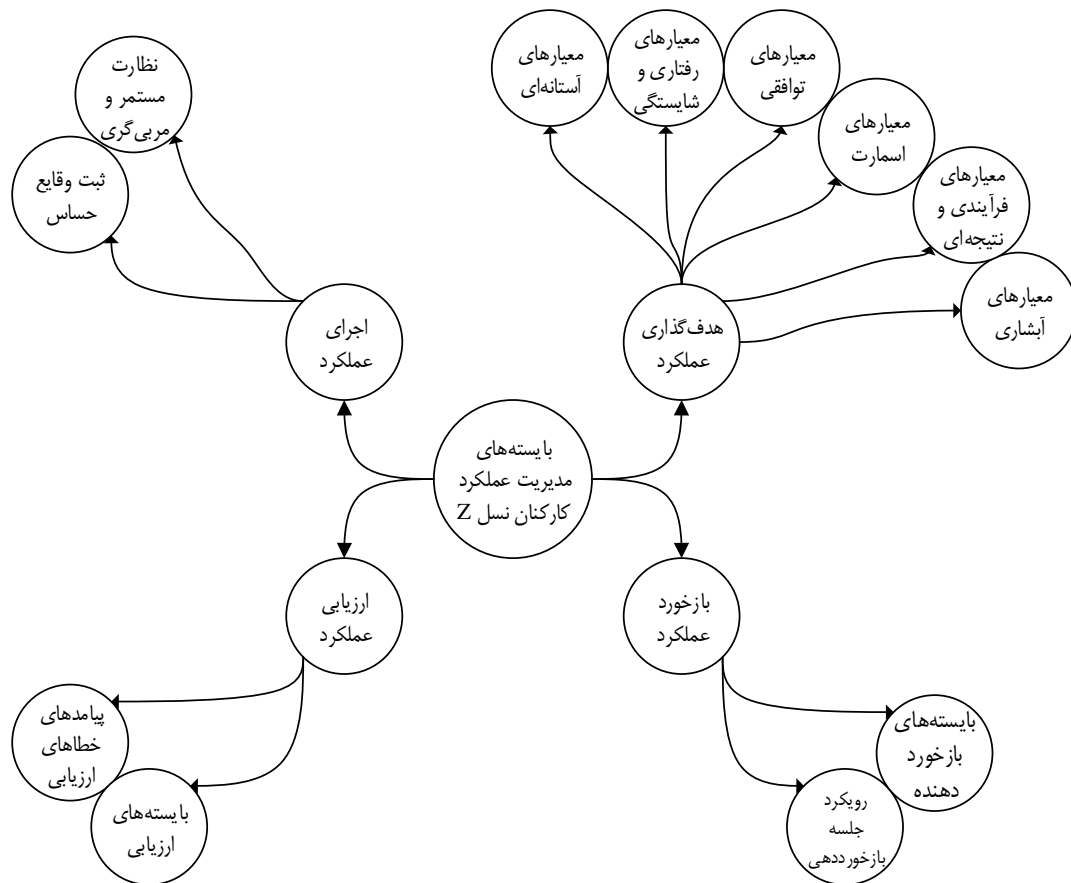 معیارهای
آستانه‌ای
معیارهای
رفتاری و
شایستگی
معیارهای
توافقی
معیارهای
اسمارت
معیارهای
فرآیندی و
نتیجه‌ای
معیارهای
آبشاری
هدف‌گذاری
عملکرد
نظارت
مستمر و
مربی‌گری
ثبت وقایع
حساس
اجرای
عملکرد
بایسته‌های
مدیریت عملکرد
کارکنان نسل Z
ارزیابی
عملکرد
پیامدهای
خطاهای
ارزیابی
بایسته‌های
ارزیابی
بازخورد
عملکرد
بایسته‌های
بازخورد
دهنده
رویکرد
جلسه
بازخورددهی